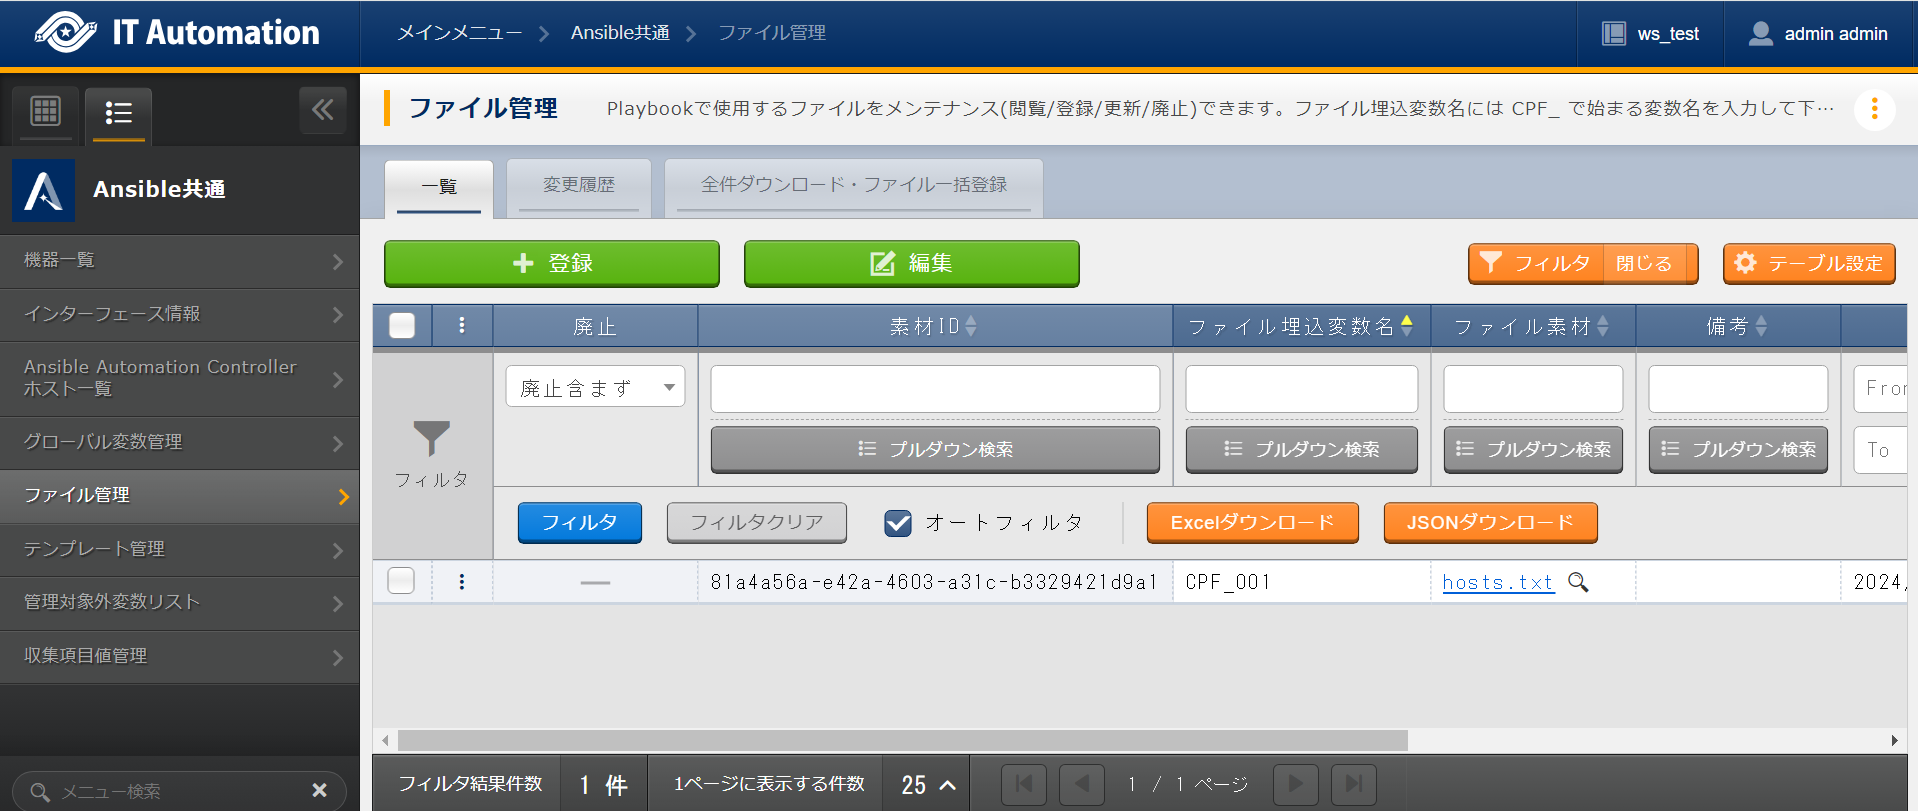 IT Automation
メインメニュー
Ansible共通
ファイル管理
ws_test
admin admin
Ansible共通
機器一覧
インターフェース情報
Ansible Automation Controller
ホスト一覧
グローバル変数管理
ファイル管理
テンプレート管理
管理対象外変数リスト
収集項目値管理
メニュー検索
ファイル管理
Playbookで使用するファイルをメンテナンス(閲覧/登録/更新/廃止)できます。ファイル埋込変数名には CPF_ で始まる変数名を入力して下…
一覧
変更履歴
全件ダウンロード・ファイル一括登録
登録
編集
フィルタ 閉じる
テーブル設定
廃止
素材ID
ファイル埋込変数名
ファイル素材
備考
フィルタ
廃止含まず
プルダウン検索
プルダウン検索
プルダウン検索
プルダウン検索
From
To
フィルタ
フィルタクリア
オートフィルタ
Excelダウンロード
JSONダウンロード
81a4a56a-e42a-4603-a31c-b3329421d9a1
CPF_001
hosts.txt
2024/
フィルタ結果件数
1 件
1ページに表示する件数
25
1 / 1 ページ